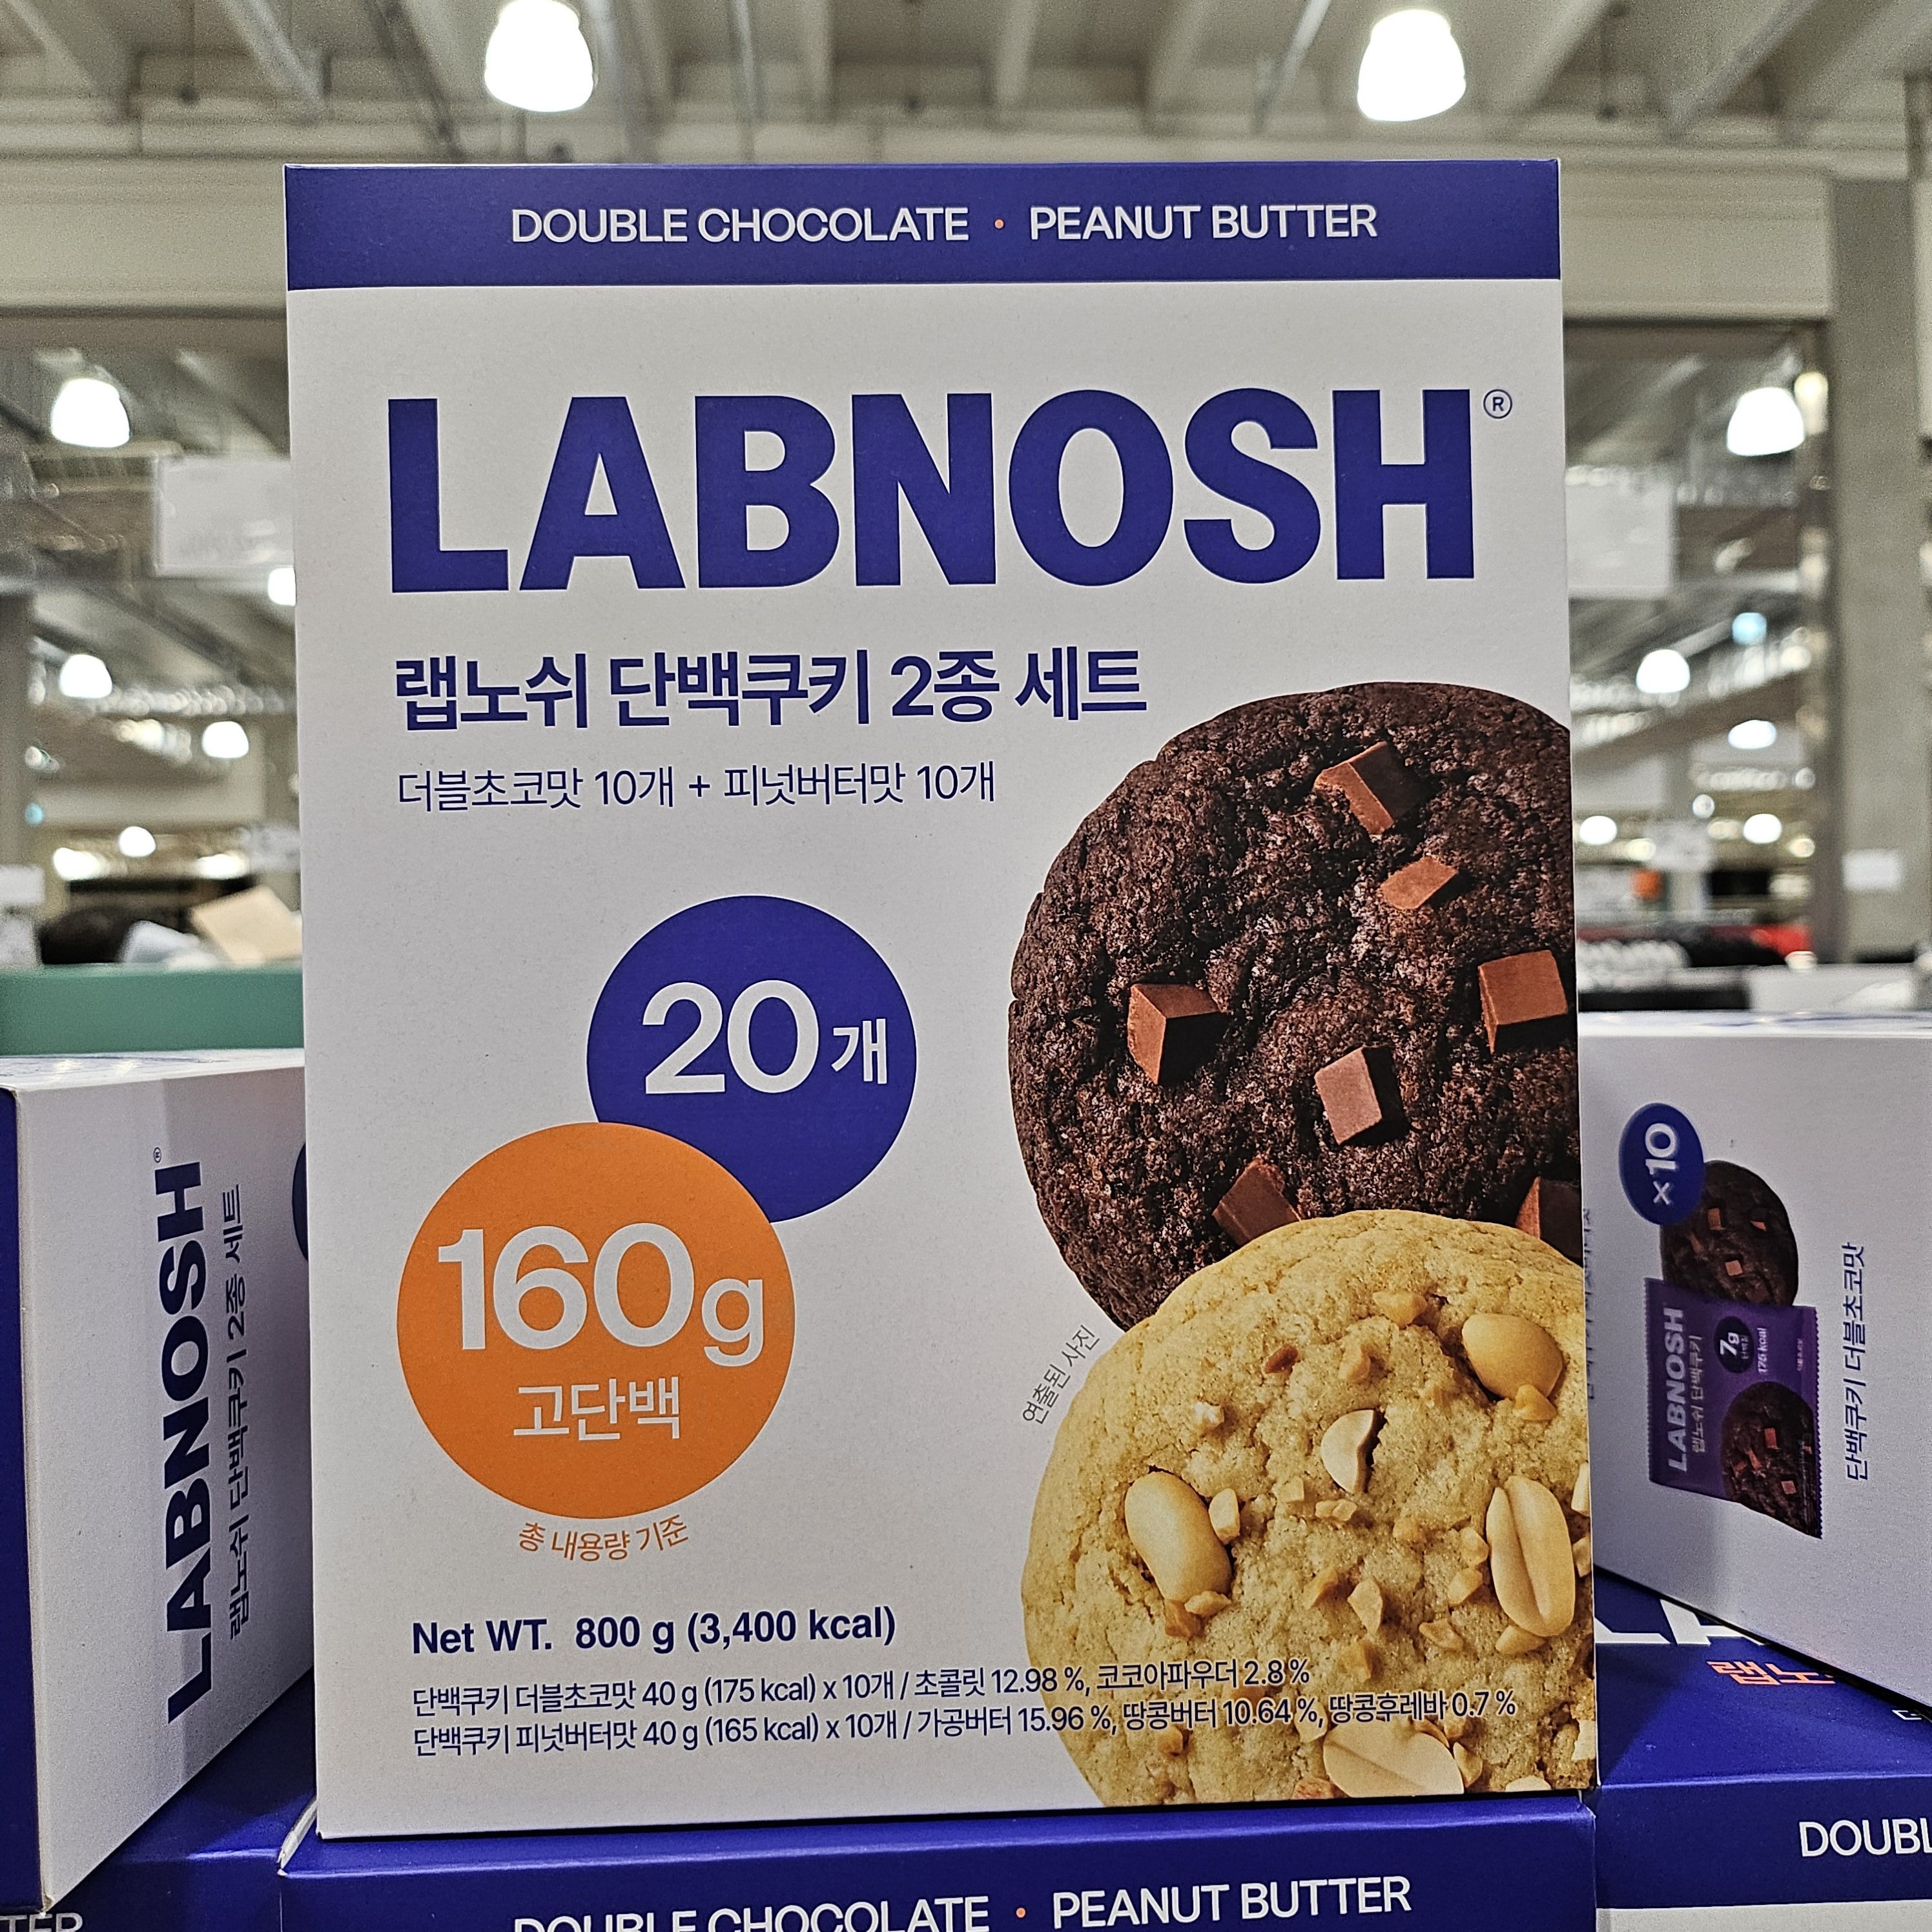 DOUBLE CHOCOLATE · PEANUT BUTTER
LABNOSH®
랩노쉬 단백쿠키 2종 세트
더블초코맛 10개 + 피넛버터맛 10개
20개
160g
고단백
총 내용량 기준
연출된 사진
Net WT. 800 g (3,400 kcal)
단백쿠키 더블초코맛 40 g (175 kcal) x 10개 / 초콜릿 12.98 %, 코코아파우더 2.8 %
단백쿠키 피넛버터맛 40 g (165 kcal) x 10개 / 가공버터 15.96 %, 땅콩버터 10.64 %, 땅콩후레바 0.7 %
LABNOSH®
랩노쉬 단백쿠키 2종 세트
x10
LABNOSH
랩노쉬 단백쿠키
7g
175 kcal
단백쿠키 더블초코맛
DOUBLE CHOCOLATE · PEANUT BUTTER